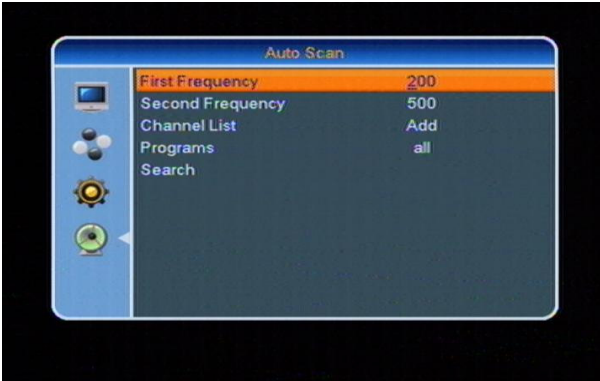 Auto Scan
First Frequency 200
Second Frequency 500
Channel List Add
Programs all
Search